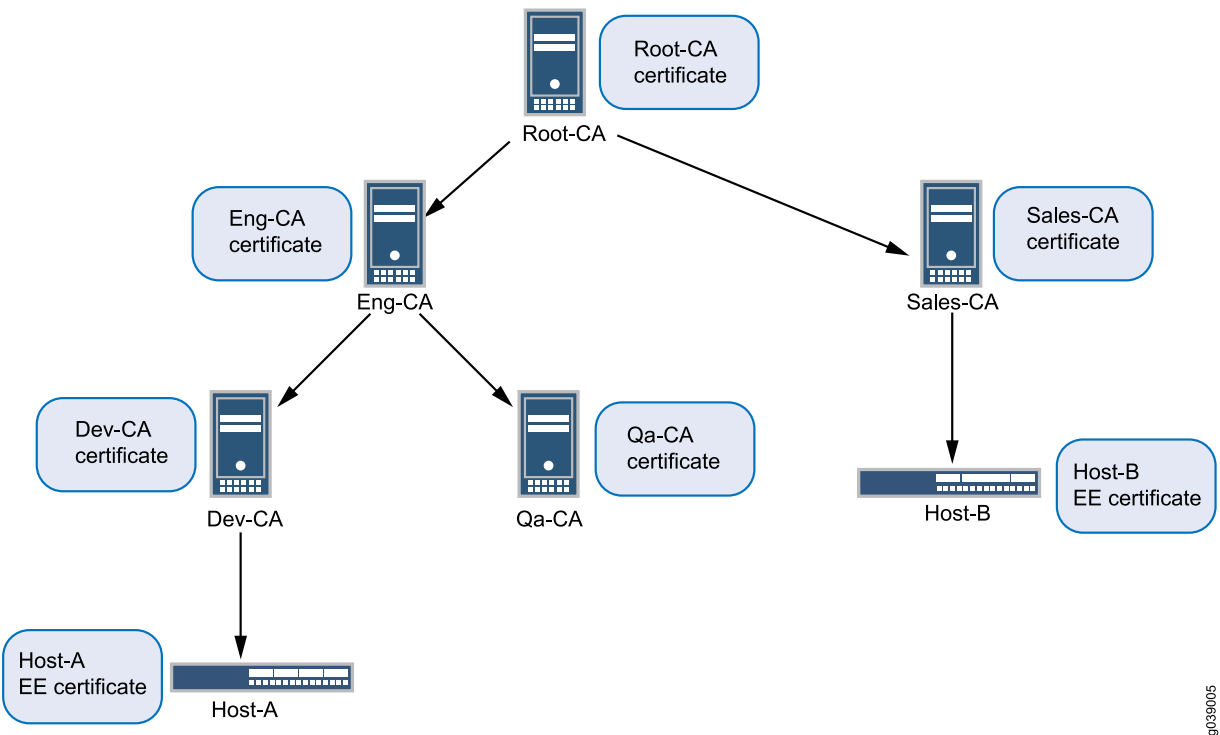 Root-CA
certificate
Root-CA
Eng-CA
certificate
Sales-CA
certificate
Eng-CA
Sales-CA
Dev-CA
certificate
Qa-CA
certificate
Host-B
EE certificate
Dev-CA
Qa-CA
Host-B
Host-A
EE certificate
Host-A
g039005